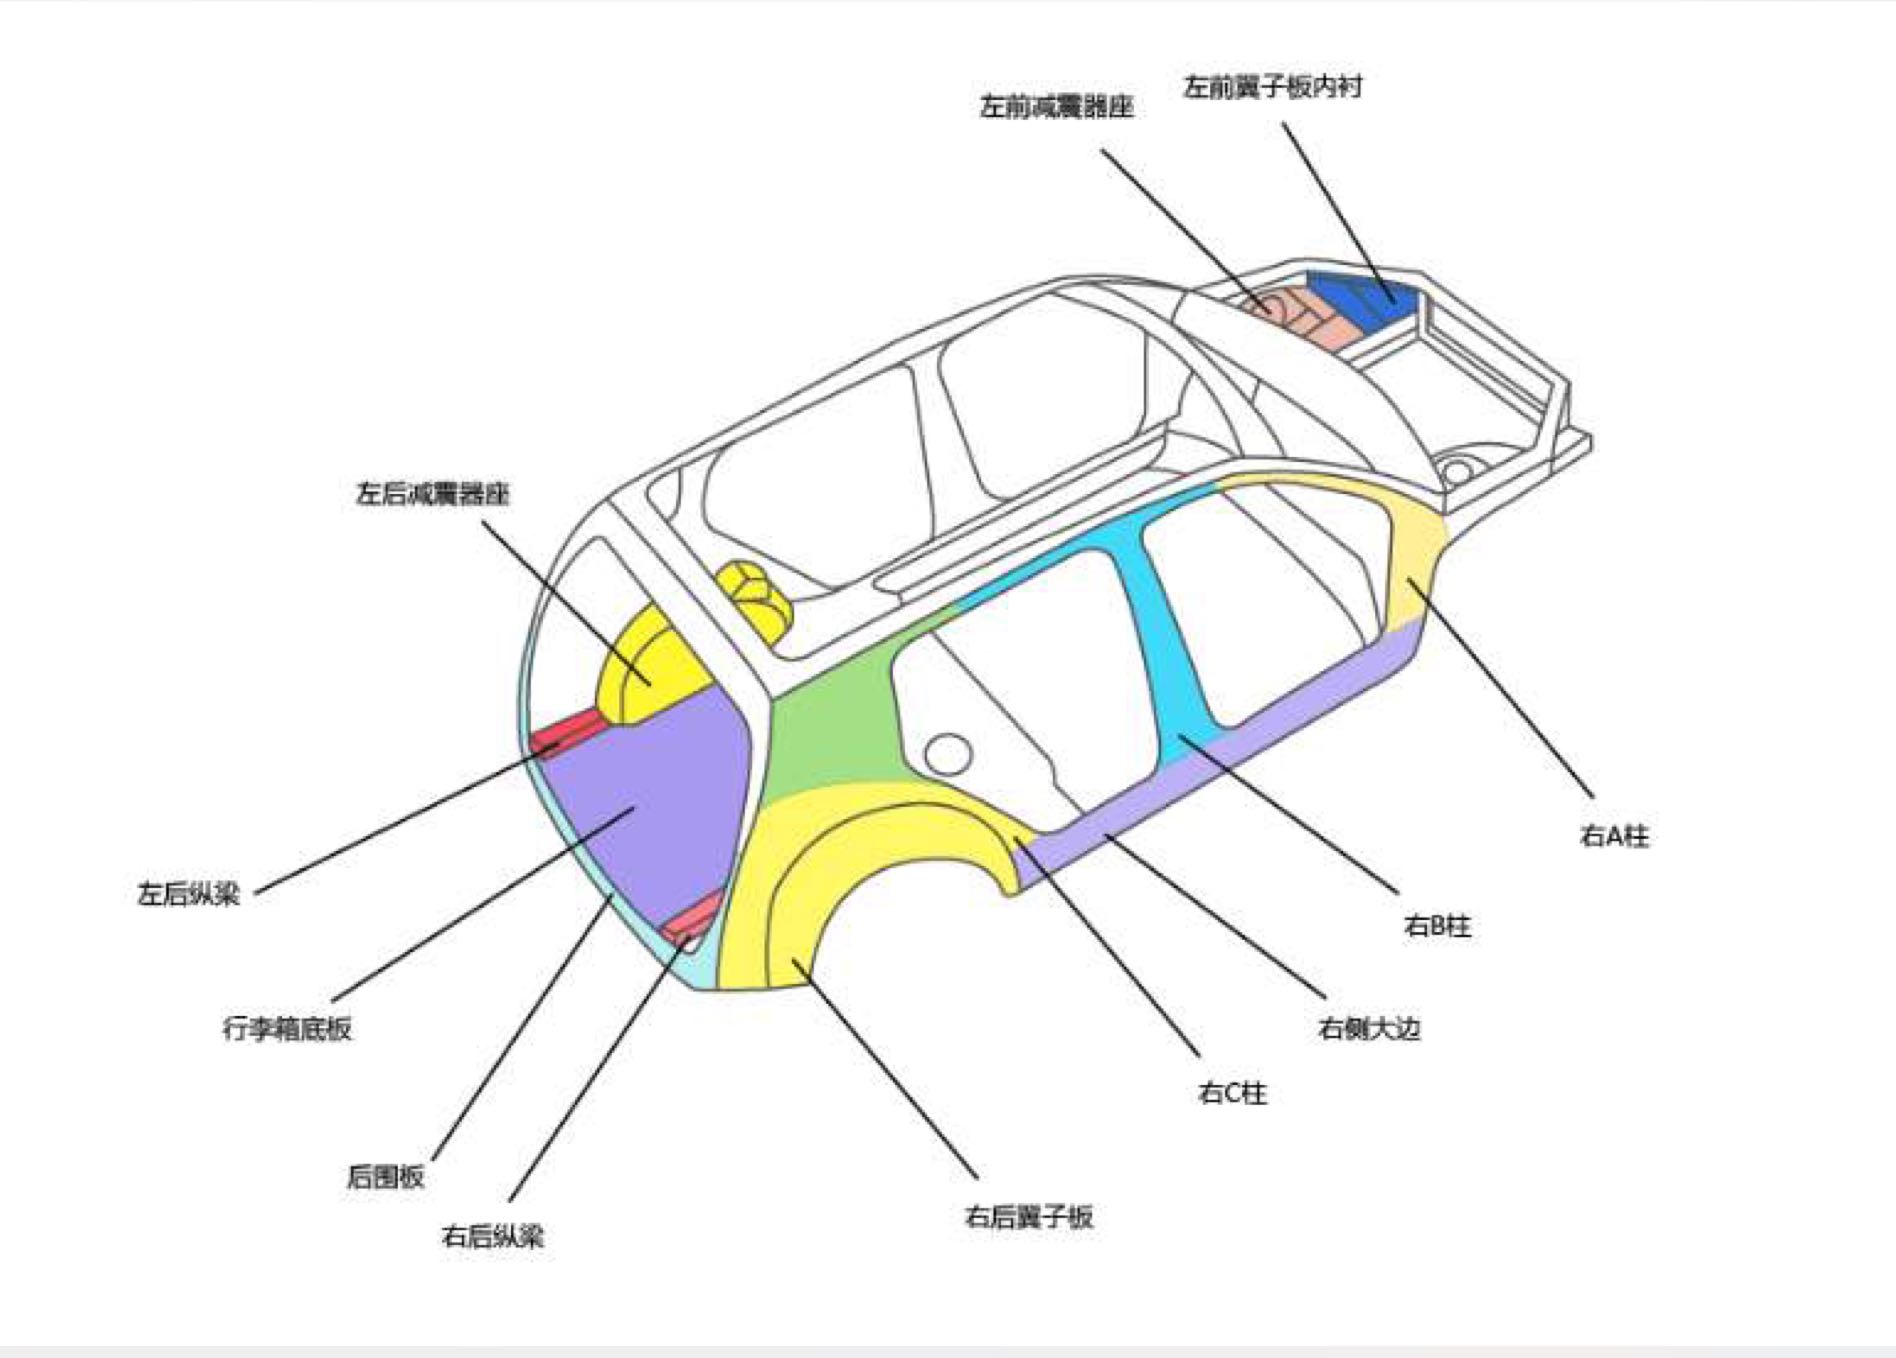 左前翼子板内衬
左前减震器座
左后减震器座
右A柱
左后纵梁
右B柱
行李箱底板
右侧大边
右C柱
后围板
右后翼子板
右后纵梁